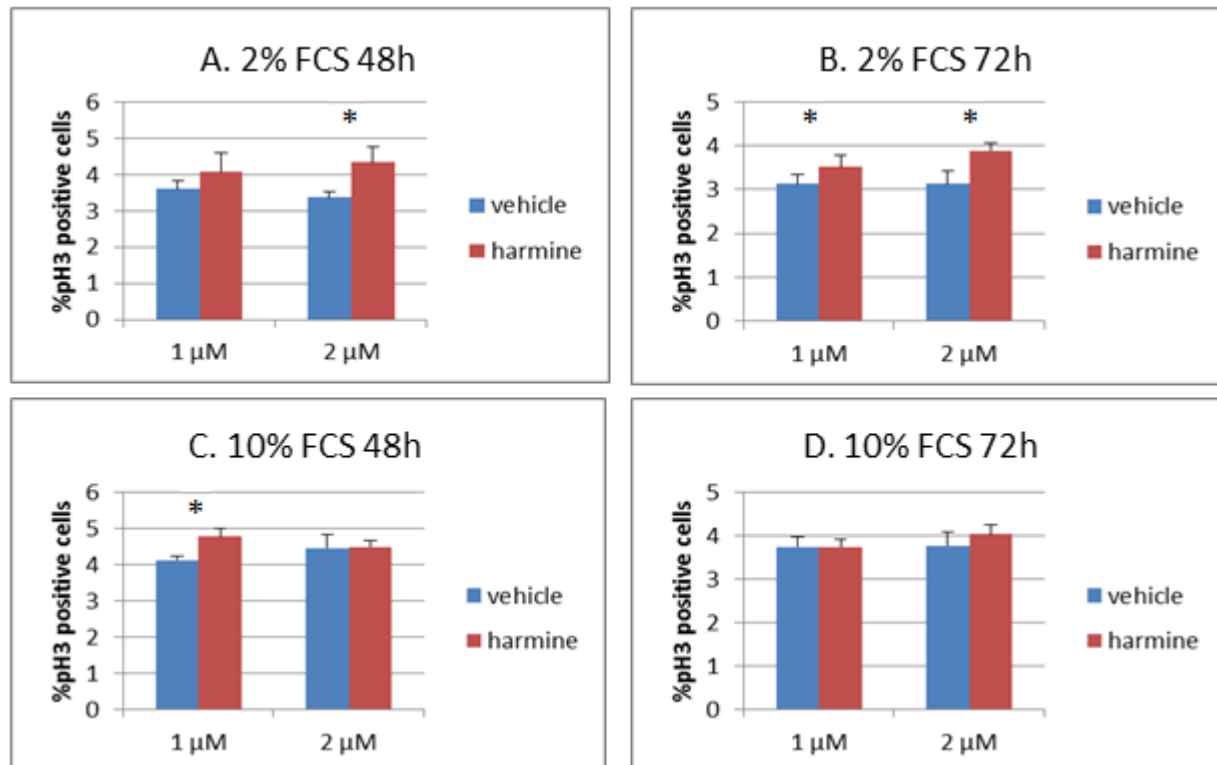 A. 2% FCS 48h
%pH3 positive cells
6
5
4
3
2
1
0
*
1 µM
2 µM
vehicle
harmine
B. 2% FCS 72h
%pH3 positive cells
5
4
3
2
1
0
*
*
1 µM
2 µM
vehicle
harmine
C. 10% FCS 48h
%pH3 positive cells
6
5
4
3
2
1
0
*
1 µM
2 µM
vehicle
harmine
D. 10% FCS 72h
%pH3 positive cells
5
4
3
2
1
0
1 µM
2 µM
vehicle
harmine